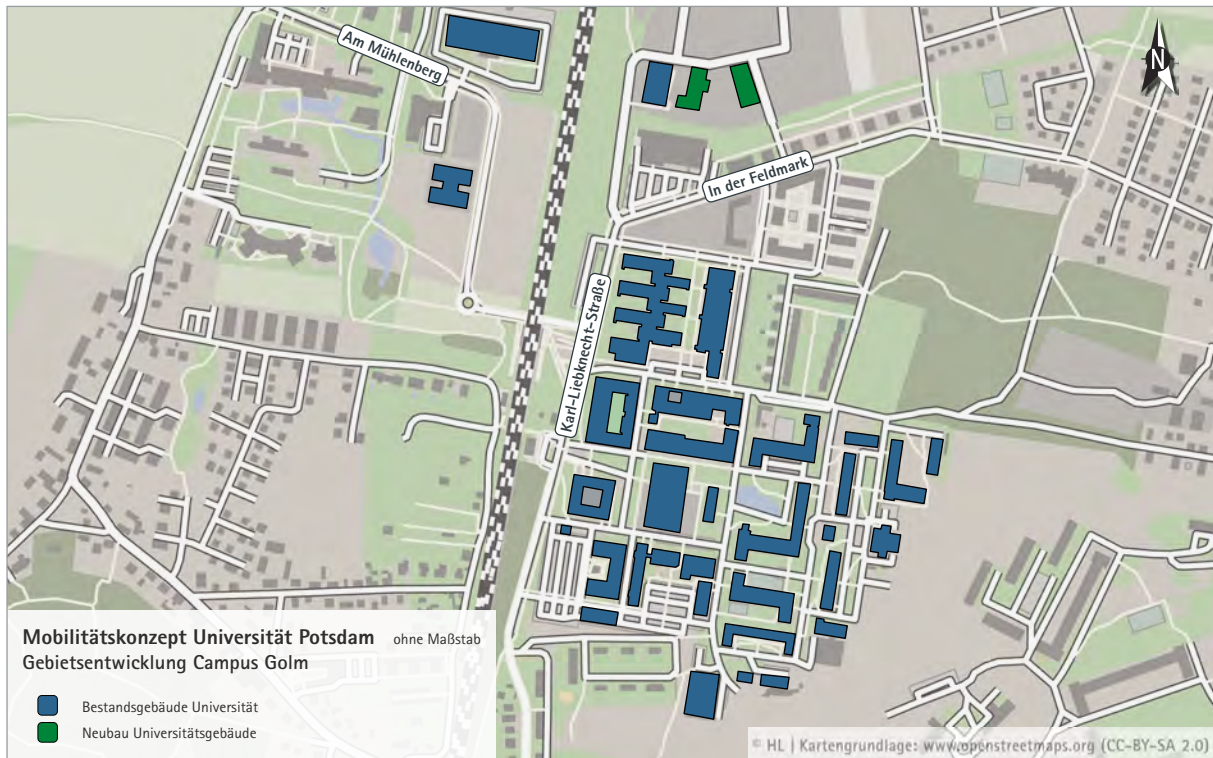 Am Mühlenberg
N
In der Feldmark
Karl-Liebknecht-Straße
Mobilitätskonzept Universität Potsdam ohne Maßstab
Gebietsentwicklung Campus Golm
Bestandsgebäude Universität
Neubau Universitätsgebäude
© HL | Kartengrundlage: www.openstreetmaps.org (CC-BY-SA 2.0)